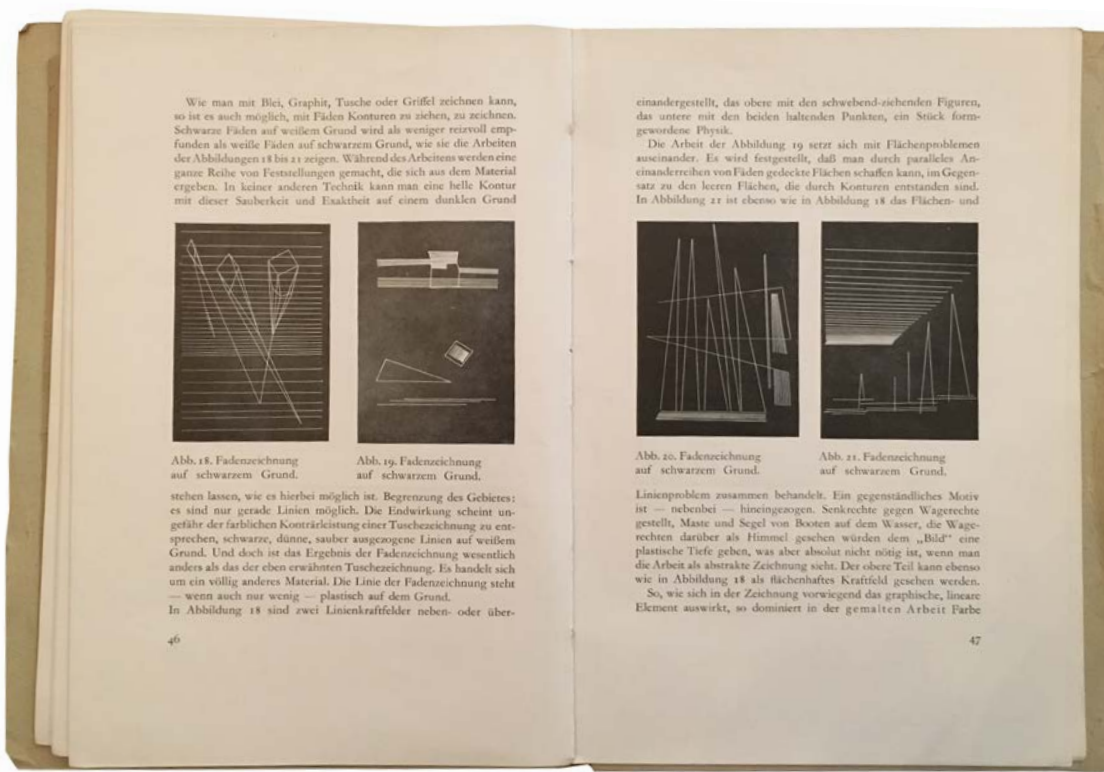 Wie man mit Blei, Graphit, Tusche oder Griffel zeichnen kann,
so ist es auch möglich, mit Fäden Konturen zu ziehen, zu zeichnen.
Schwarze Fäden auf weißem Grund wird als weniger reizvoll emp-
funden als weiße Fäden auf schwarzem Grund, wie sie die Arbeiten
der Abbildungen 18 bis 21 zeigen. Während des Arbeitens werden eine
ganze Reihe von Feststellungen gemacht, die sich aus dem Material
ergeben. In keiner anderen Technik kann man eine helle Kontur
mit dieser Sauberkeit und Exaktheit auf einem dunklen Grund
Abb. 18. Fadenzeichnung
auf schwarzem Grund.
Abb. 19. Fadenzeichnung
auf schwarzem Grund.
stehen lassen, wie es hierbei möglich ist. Begrenzung des Gebietes:
es sind nur gerade Linien möglich. Die Endwirkung scheint un-
gefähr der farblichen Konträrleistung einer Tuschezeichnung zu ent-
sprechen, schwarze, dünne, sauber ausgezogene Linien auf weißem
Grund. Und doch ist das Ergebnis der Fadenzeichnung wesentlich
anders als das der eben erwähnten Tuschezeichnung. Es handelt sich
um ein völlig anderes Material. Die Linie der Fadenzeichnung steht
— wenn auch nur wenig — plastisch auf dem Grund.
In Abbildung 18 sind zwei Linienkraftfelder neben- oder über-
46
einandergestellt, das obere mit den schwebend-ziehenden Figuren,
das untere mit den beiden haltenden Punkten, ein Stück form-
gewordene Physik.
Die Arbeit der Abbildung 19 setzt sich mit Flächenproblemen
auseinander. Es wird festgestellt, daß man durch paralleles An-
einanderreihen von Fäden gedeckte Flächen schaffen kann, im Gegen-
satz zu den leeren Flächen, die durch Konturen entstanden sind.
In Abbildung 21 ist ebenso wie in Abbildung 18 das Flächen- und
Abb. 20. Fadenzeichnung
auf schwarzem Grund.
Abb. 21. Fadenzeichnung
auf schwarzem Grund.
Linienproblem zusammen behandelt. Ein gegenständliches Motiv
ist — nebenbei — hineingezogen. Senkrechte gegen Wagerechte
gestellt, Maste und Segel von Booten auf dem Wasser, die Wage-
rechten darüber als Himmel gesehen würden dem „Bild“ eine
plastische Tiefe geben, was aber absolut nicht nötig ist, wenn man
die Arbeit als abstrakte Zeichnung sieht. Der obere Teil kann ebenso
wie in Abbildung 18 als flächenhaftes Kraftfeld gesehen werden.
So, wie sich in der Zeichnung vorwiegend das graphische, lineare
Element auswirkt, so dominiert in der gemalten Arbeit Farbe
47